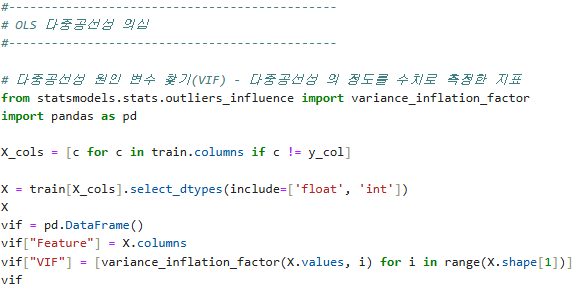 #----------------------------------------------
# OLS 다중공선성 의심
#----------------------------------------------
# 다중공선성 원인 변수 찾기(VIF) - 다중공선성 의 정도를 수치로 측정한 지표
from statsmodels.stats.outliers_influence import variance_inflation_factor
import pandas as pd
X_cols = [c for c in train.columns if c != y_col]
X = train[X_cols].select_dtypes(include=['float', 'int'])
X
vif = pd.DataFrame()
vif["Feature"] = X.columns
vif["VIF"] = [variance_inflation_factor(X.values, i) for i in range(X.shape[1])]
vif